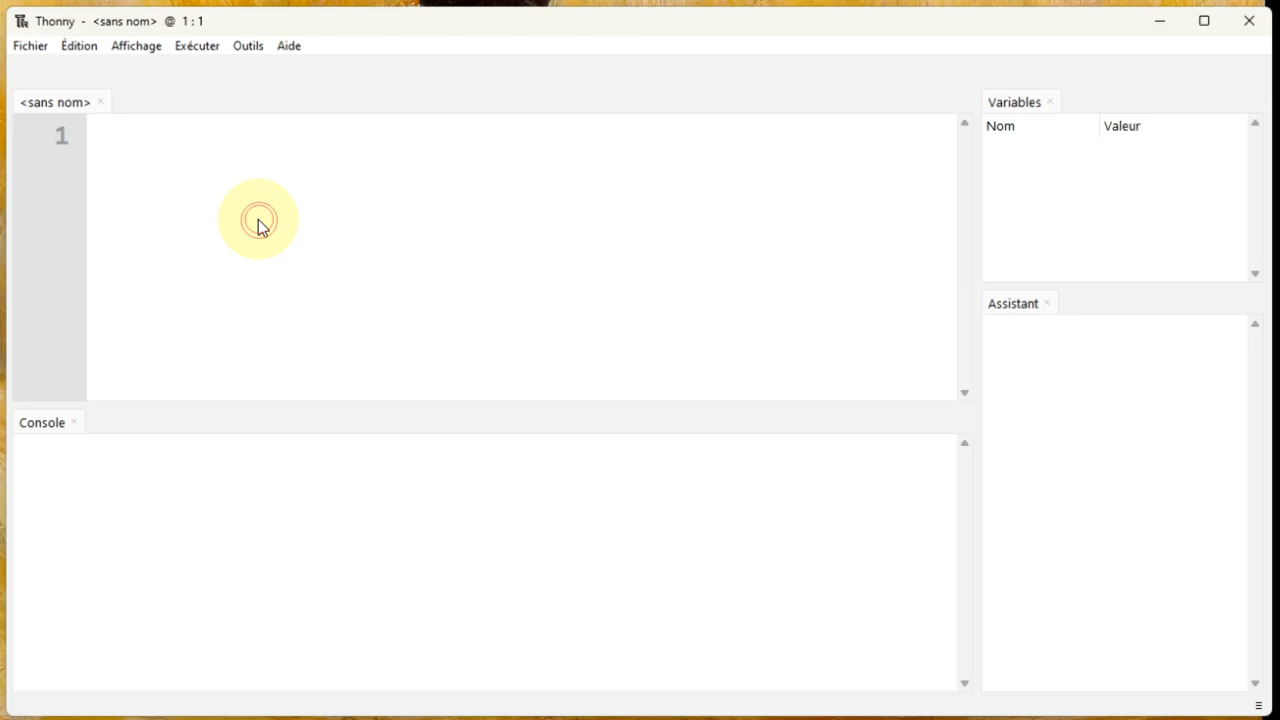 Thonny - <sans nom> @ 1 : 1
Fichier Édition Affichage Exécuter Outils Aide
<sans nom> ×
1
Variables ×
Nom Valeur
Assistant ×
Console ×